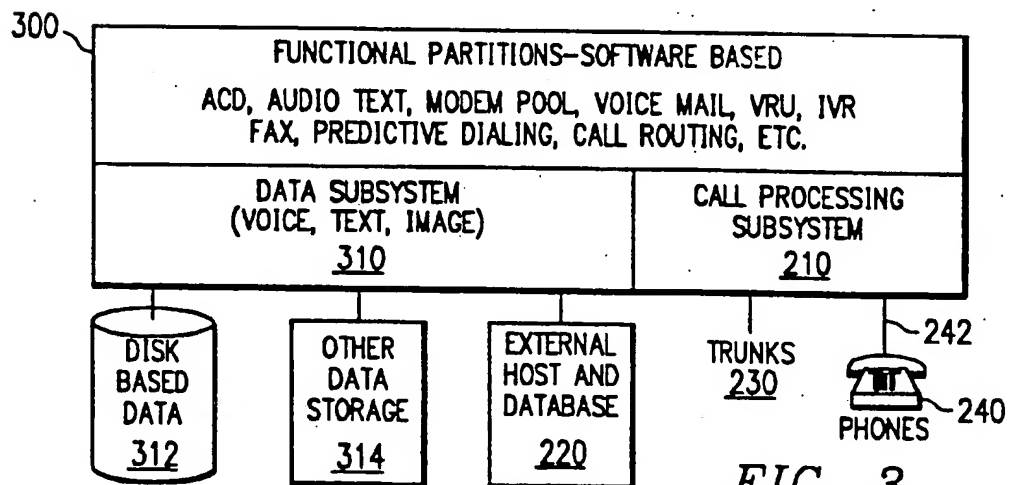 300
FUNCTIONAL PARTITIONS-SOFTWARE BASED
ACD, AUDIO TEXT, MODEM POOL, VOICE MAIL, VRU, IVR
FAX, PREDICTIVE DIALING, CALL ROUTING, ETC.
DATA SUBSYSTEM
(VOICE, TEXT, IMAGE)
310
CALL PROCESSING
SUBSYSTEM
210
DISK
BASED
DATA
312
OTHER
DATA
STORAGE
314
EXTERNAL
HOST AND
DATABASE
220
TRUNKS
230
242
240
PHONES
FIG. 3